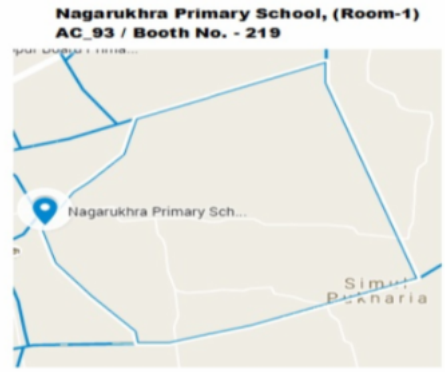 Nagarukhra Primary School, (Room-1)
AC_93 / Booth No. - 219
Nagarukhra Primary Sch...
Simul
Puknaria